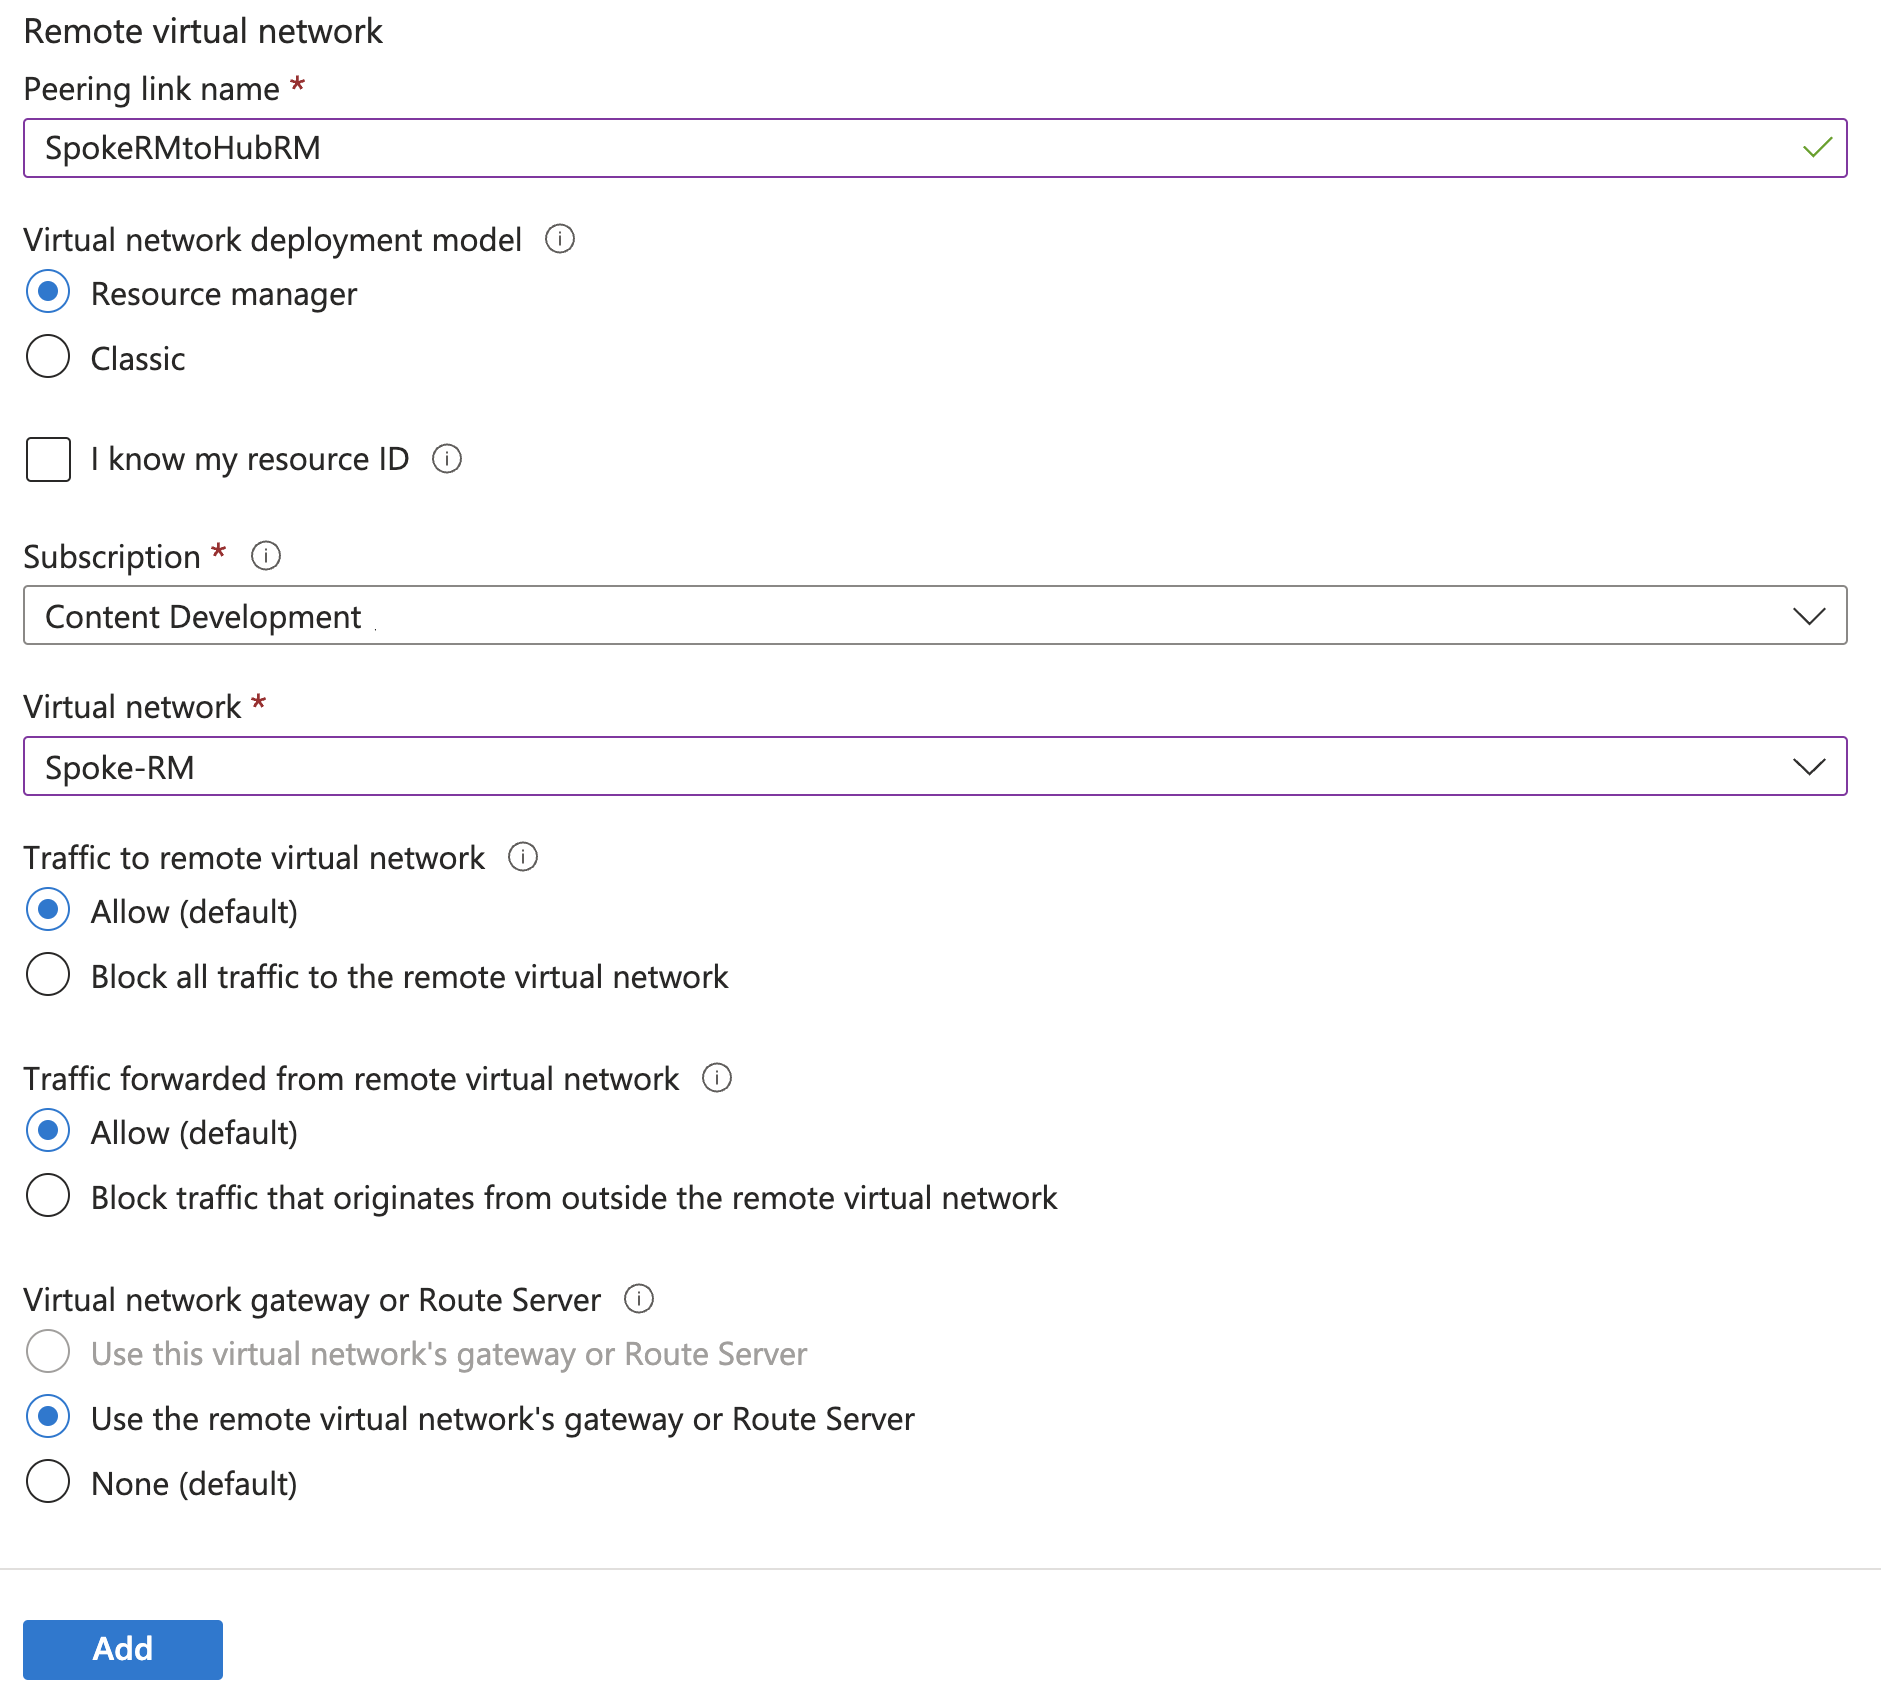 Remote virtual network
Peering link name *
SpokeRMtoHubRM
Virtual network deployment model
Resource manager
Classic
I know my resource ID
Subscription *
Content Development
Virtual network *
Spoke-RM
Traffic to remote virtual network
Allow (default)
Block all traffic to the remote virtual network
Traffic forwarded from remote virtual network
Allow (default)
Block traffic that originates from outside the remote virtual network
Virtual network gateway or Route Server
Use this virtual network's gateway or Route Server
Use the remote virtual network's gateway or Route Server
None (default)
Add